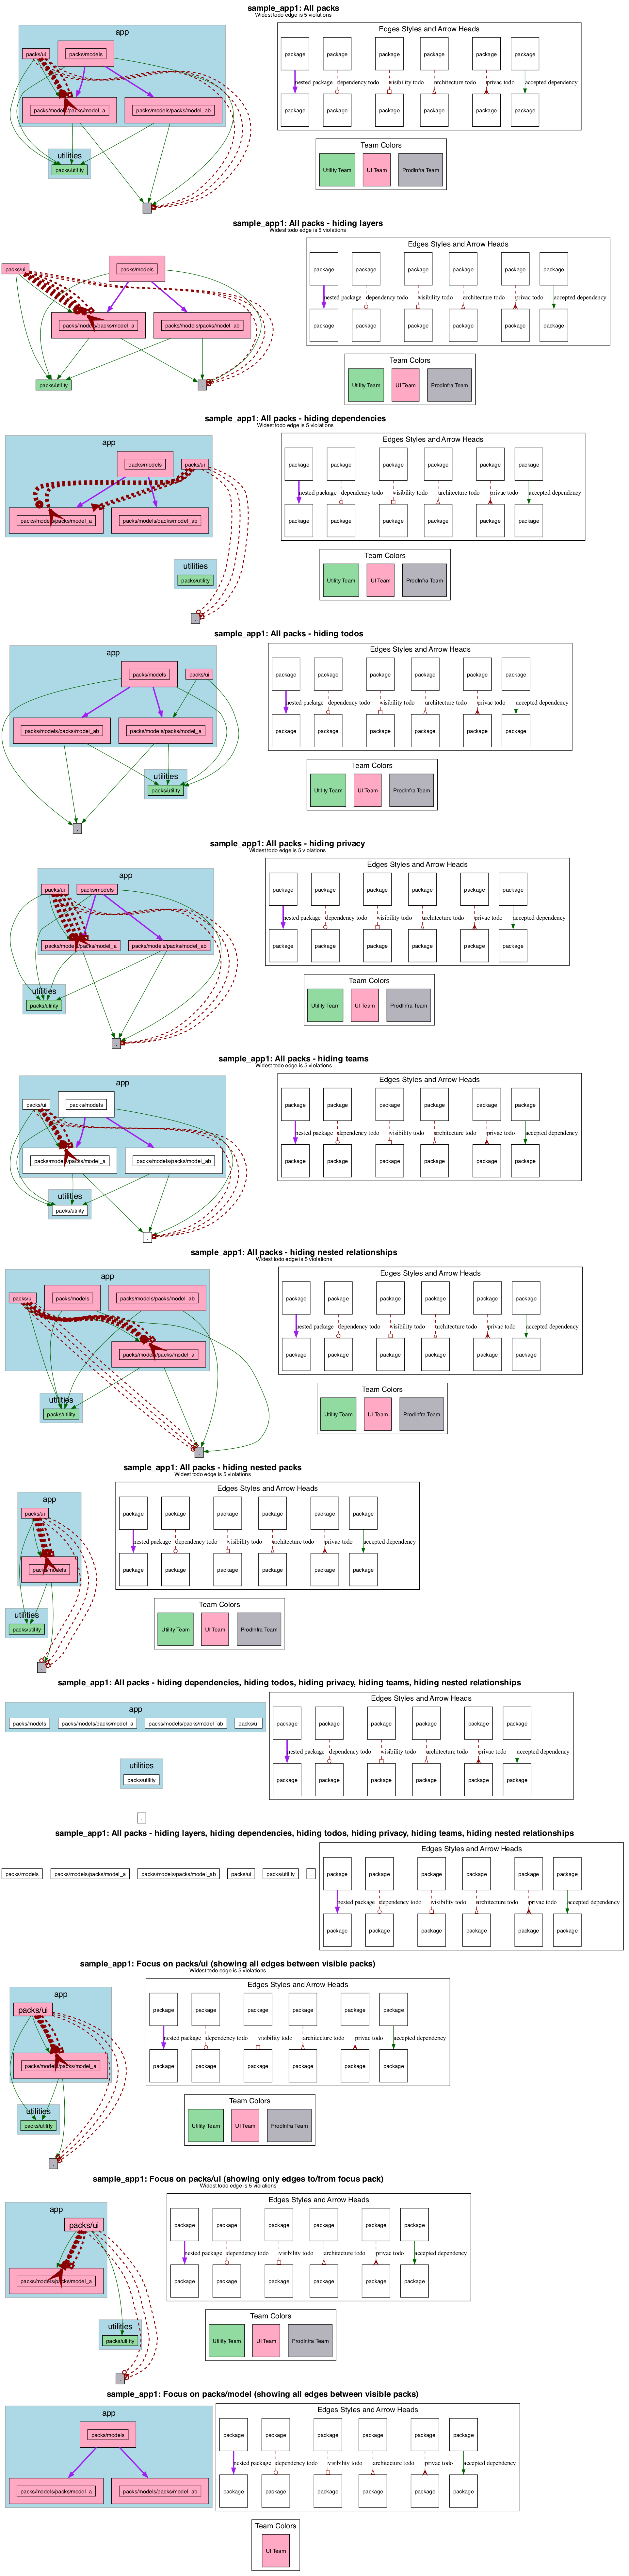 sample_app1: All packs
Widest todo edge is 5 violations
app
packs/ui
packs/models
packs/models/packs/model_a
packs/models/packs/model_ab
utilities
packs/utility
.
Edges Styles and Arrow Heads
package package package package package package
nested package dependency todo visibility todo architecture todo privac todo accepted dependency
package package package package package package
Team Colors
Utility Team UI Team ProdInfra Team
sample_app1: All packs - hiding layers
Widest todo edge is 5 violations
packs/ui
packs/models
packs/models/packs/model_a
packs/models/packs/model_ab
packs/utility
.
Edges Styles and Arrow Heads
package package package package package package
nested package dependency todo visibility todo architecture todo privac todo accepted dependency
package package package package package package
Team Colors
Utility Team UI Team ProdInfra Team
sample_app1: All packs - hiding dependencies
Widest todo edge is 5 violations
app
packs/models
packs/ui
packs/models/packs/model_a
packs/models/packs/model_ab
utilities
packs/utility
.
Edges Styles and Arrow Heads
package package package package package package
nested package dependency todo visibility todo architecture todo privac todo accepted dependency
package package package package package package
Team Colors
Utility Team UI Team ProdInfra Team
sample_app1: All packs - hiding todos
app
packs/models
packs/ui
packs/models/packs/model_ab
packs/models/packs/model_a
utilities
packs/utility
.
Edges Styles and Arrow Heads
package package package package package package
nested package dependency todo visibility todo architecture todo privac todo accepted dependency
package package package package package package
Team Colors
Utility Team UI Team ProdInfra Team
sample_app1: All packs - hiding privacy
Widest todo edge is 5 violations
app
packs/ui
packs/models
packs/models/packs/model_a
packs/models/packs/model_ab
utilities
packs/utility
.
Edges Styles and Arrow Heads
package package package package package package
nested package dependency todo visibility todo architecture todo privac todo accepted dependency
package package package package package package
Team Colors
Utility Team UI Team ProdInfra Team
sample_app1: All packs - hiding teams
Widest todo edge is 5 violations
app
packs/ui
packs/models
packs/models/packs/model_a
packs/models/packs/model_ab
utilities
packs/utility
.
Edges Styles and Arrow Heads
package package package package package package
nested package dependency todo visibility todo architecture todo privac todo accepted dependency
package package package package package package
sample_app1: All packs - hiding nested relationships
Widest todo edge is 5 violations
app
packs/ui
packs/models
packs/models/packs/model_ab
packs/models/packs/model_a
utilities
packs/utility
.
Edges Styles and Arrow Heads
package package package package package package
nested package dependency todo visibility todo architecture todo privac todo accepted dependency
package package package package package package
Team Colors
Utility Team UI Team ProdInfra Team
sample_app1: All packs - hiding nested packs
Widest todo edge is 5 violations
app
packs/ui
packs/models
utilities
packs/utility
.
Edges Styles and Arrow Heads
package package package package package package
nested package dependency todo visibility todo architecture todo privac todo accepted dependency
package package package package package package
Team Colors
Utility Team UI Team ProdInfra Team
sample_app1: All packs - hiding dependencies, hiding todos, hiding privacy, hiding teams, hiding nested relationships
app
packs/models packs/models/packs/model_a packs/models/packs/model_ab packs/ui
utilities
packs/utility
.
Edges Styles and Arrow Heads
package package package package package package
nested package dependency todo visibility todo architecture todo privac todo accepted dependency
package package package package package package
sample_app1: All packs - hiding layers, hiding dependencies, hiding todos, hiding privacy, hiding teams, hiding nested relationships
packs/models packs/models/packs/model_a packs/models/packs/model_ab packs/ui packs/utility .
Edges Styles and Arrow Heads
package package package package package package
nested package dependency todo visibility todo architecture todo privac todo accepted dependency
package package package package package package
sample_app1: Focus on packs/ui (showing all edges between visible packs)
Widest todo edge is 5 violations
app
packs/ui
packs/models/packs/model_a
utilities
packs/utility
.
Edges Styles and Arrow Heads
package package package package package package
nested package dependency todo visibility todo architecture todo privac todo accepted dependency
package package package package package package
Team Colors
Utility Team UI Team ProdInfra Team
sample_app1: Focus on packs/ui (showing only edges to/from focus pack)
Widest todo edge is 5 violations
app
packs/ui
packs/models/packs/model_a
utilities
packs/utility
.
Edges Styles and Arrow Heads
package package package package package package
nested package dependency todo visibility todo architecture todo privac todo accepted dependency
package package package package package package
Team Colors
Utility Team UI Team ProdInfra Team
sample_app1: Focus on packs/model (showing all edges between visible packs)
app
packs/models
packs/models/packs/model_a
packs/models/packs/model_ab
Edges Styles and Arrow Heads
package package package package package package
nested package dependency todo visibility todo architecture todo privac todo accepted dependency
package package package package package package
Team Colors
UI Team